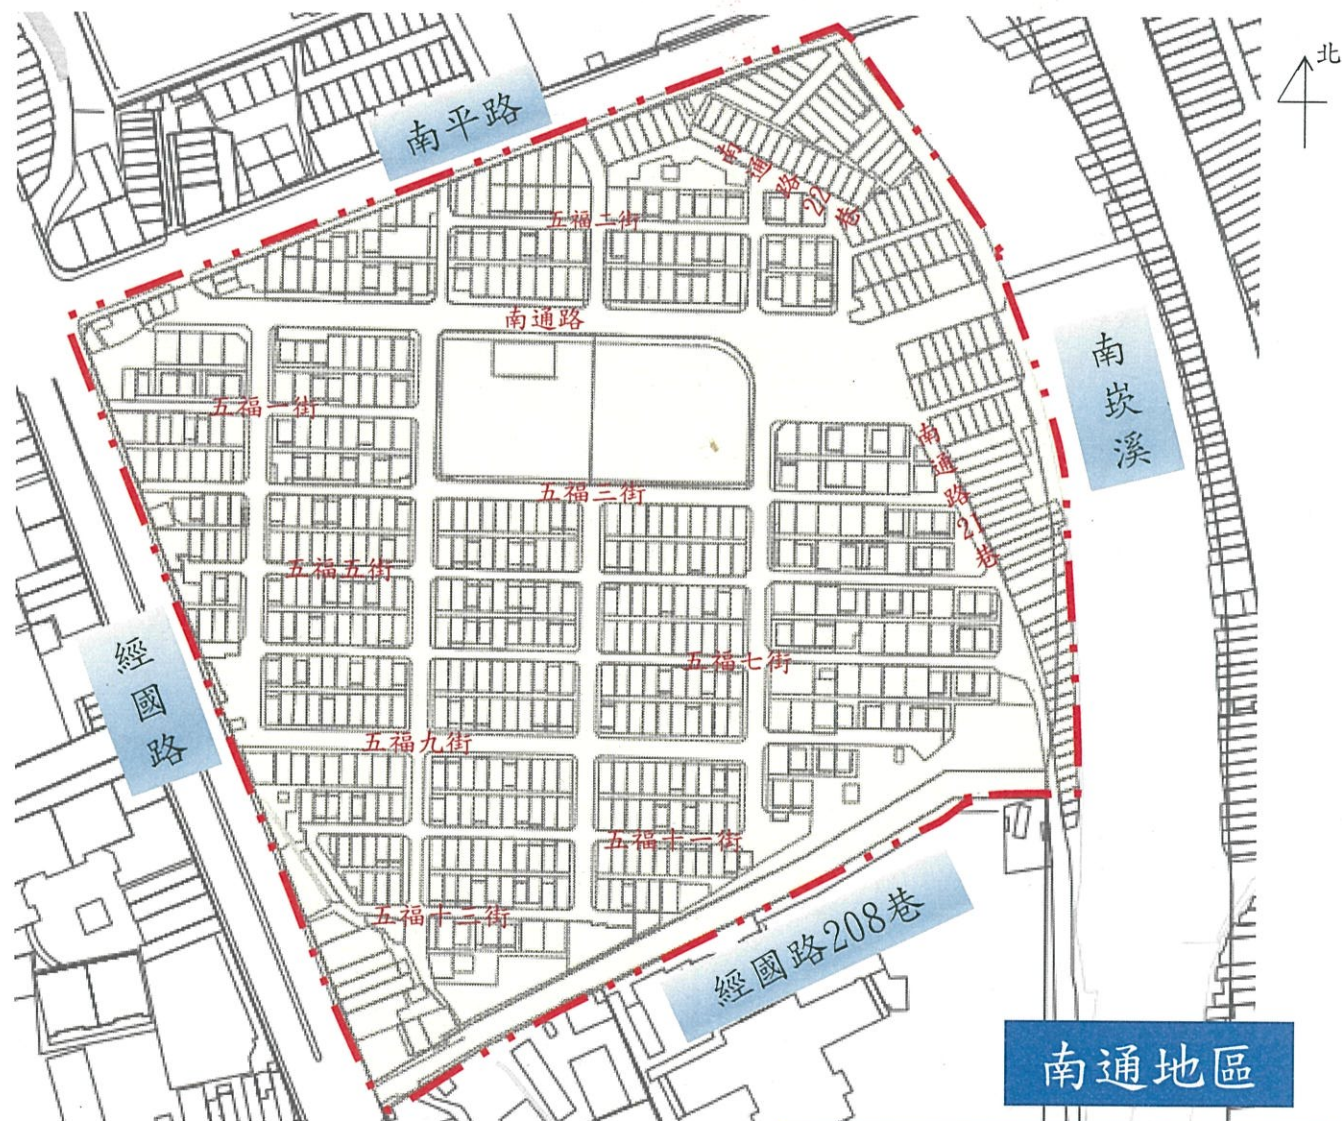 北
南平路
南通路22巷
五福二街
南通路
南崁溪
五福一街
南通路21巷
五福三街
五福五街
經國路
五福七街
五福九街
五福十一街
五福十三街
經國路208巷
南通地區